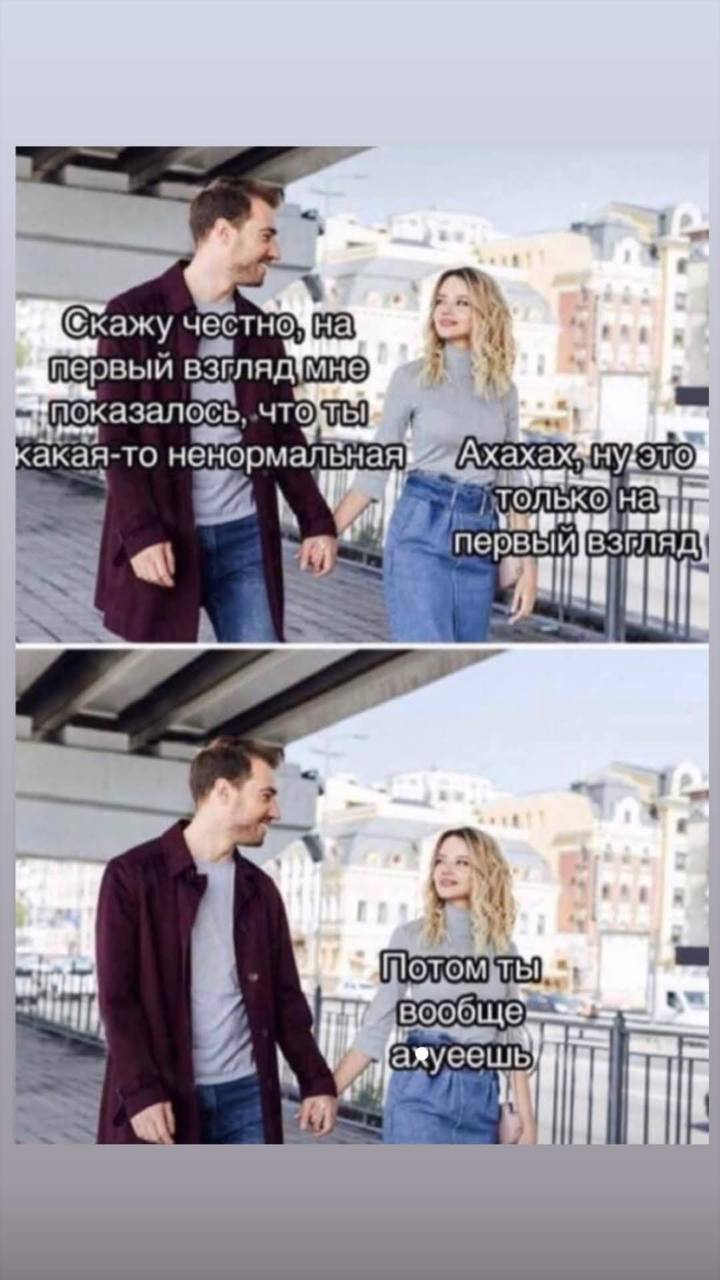 Скажу честно, на
первый взгляд мне
показалось, что ты
какая-то ненормальная
Ахахах, ну это
только на
первый взгляд
Потом ты
вообще
ахуеешь